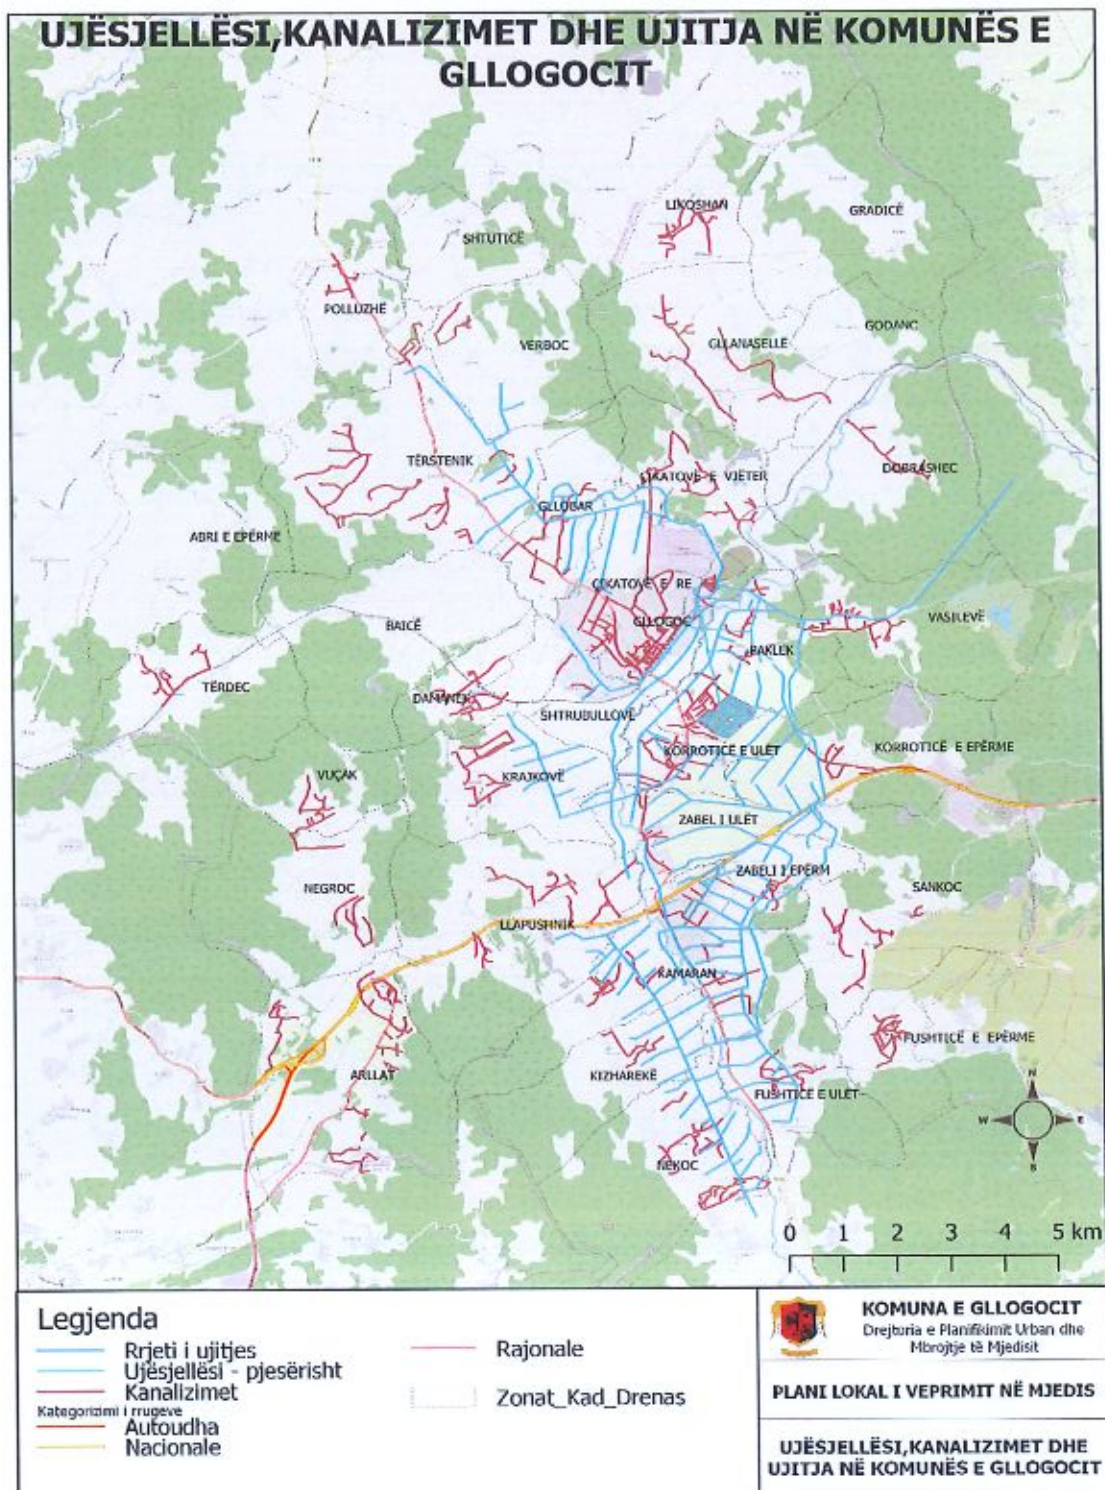 UJËSJELLËSI,KANALIZIMET DHE UJITJA NË KOMUNËS E
GLLOGOCIT
LIKOSHAN
GRADICË
SHTUTICË
POLLUZHË
GODANC
VERBOC
GLLANASELLË
TËRSTENIK
DOBRASHEC
E VJËTER
GLLOBAR
ABRI E EPËRME
E RE
VASILEVË
GLLOGOC
BAICË
BAKLEK
TËRDEC
DAMANEK
SHTRUBULLOVË
KORROTICË E ULËT
KORROTICË E EPËRME
VUÇAK
KRAJKOVË
ZABEL I ULËT
ZABELI I EPËRM
NEGROC
SANKOC
LLAPUSHNIK
KAMARAN
FUSHTICË E EPËRME
ARLLAT
KIZHAREKË
FUSHTICË E ULËT
NEKOC
N
W E
S
0 1 2 3 4 5 km
Legjenda
Rrjeti i ujitjes
Ujësjellësi - pjesërisht
Kanalizimet
Kategorizimi i rrugeve
Autoudha
Nacionale
Rajonale
Zonat_Kad_Drenas
KOMUNA E GLLOGOCIT
Drejtoria e Planifikimit Urban dhe
Mbrojtje të Mjedisit
PLANI LOKAL I VEPRIMIT NË MJEDIS
UJËSJELLËSI,KANALIZIMET DHE
UJITJA NË KOMUNËS E GLLOGOCIT